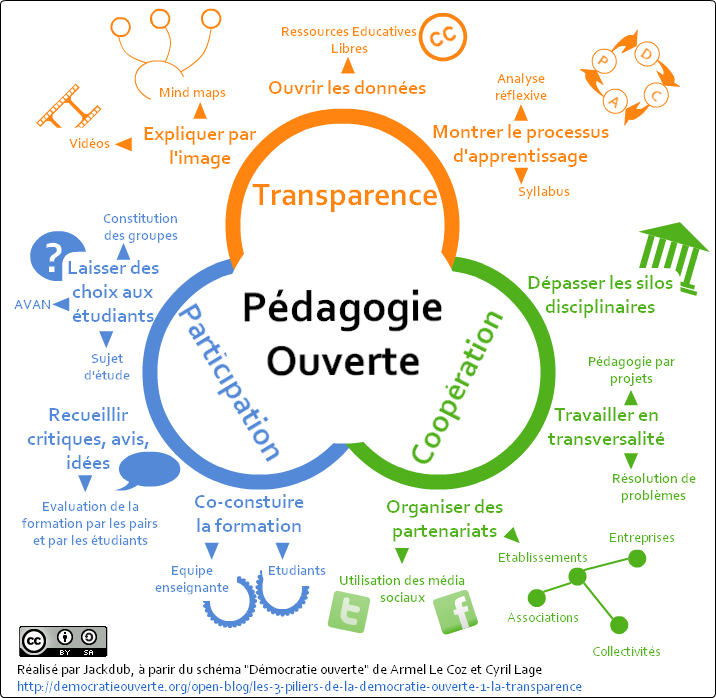 Ressources Educatives
Libres
CC
Ouvrir les données
Mind maps
Vidéos
Expliquer par
l'image
Analyse
réflexive
P
D
C
A
Montrer le processus
d'apprentissage
Syllabus
Transparence
Constitution
des groupes
?
Laisser des
choix aux
étudiants
AVAN
Sujet
d'étude
Participation
Pédagogie
Ouverte
Coopération
Dépasser les silos
disciplinaires
Pédagogie par
projets
Travailler en
transversalité
Résolution de
problèmes
Recueillir
critiques, avis,
idées
Evaluation de la
formation par les pairs
et par les étudiants
Co-constuire
la formation
Equipe
enseignante
Etudiants
Organiser des
partenariats
Utilisation des média
sociaux
t
f
Etablissements
Entreprises
Associations
Collectivités
cc
BY SA
Réalisé par Jackdub, à parir du schéma "Démocratie ouverte" de Armel Le Coz et Cyril Lage
http://democratieouverte.org/open-blog/les-3-piliers-de-la-democratie-ouverte-1-la-transparence